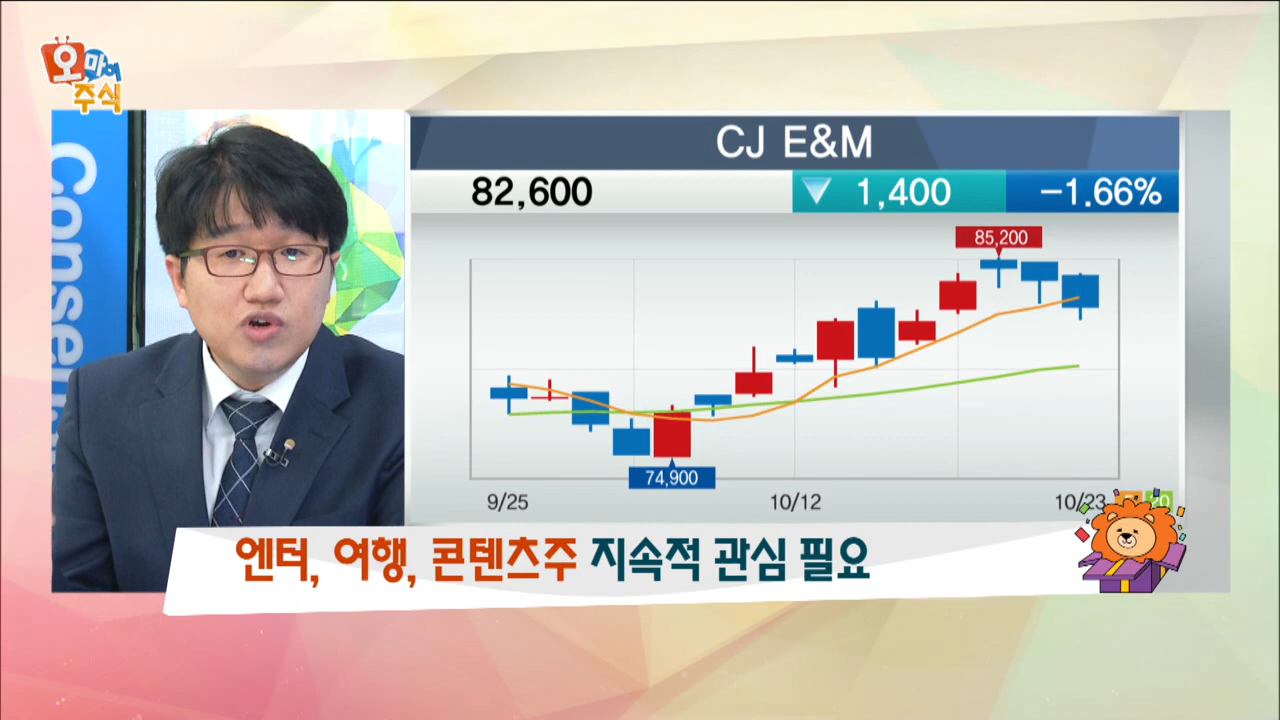 오 마이
주식
CJ E&M
82,600
▼ 1,400
-1.66%
85,200
74,900
9/25
10/12
10/23
20
엔터, 여행, 콘텐츠주 지속적 관심 필요